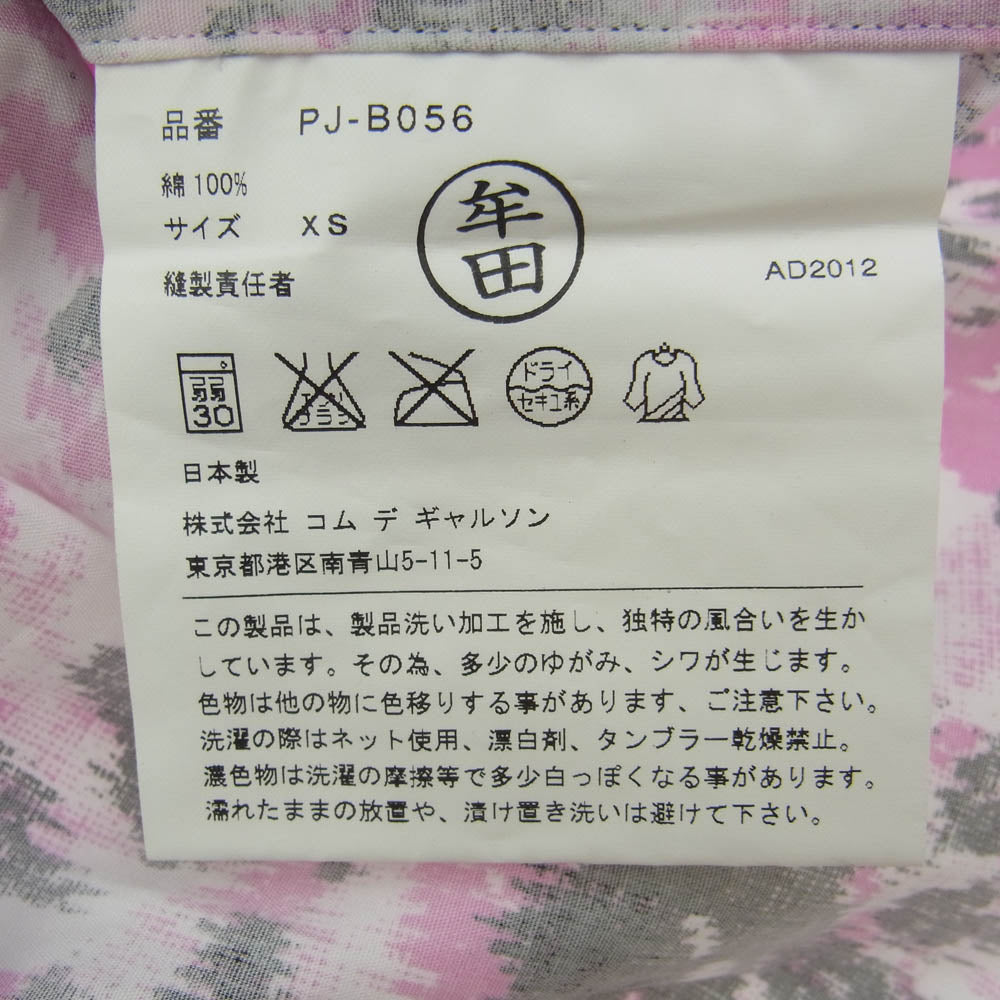 品番 PJ-B056
綿100%
サイズ XS
縫製責任者
牟
田
AD2012
弱
30
エンソ
フラシ
ドライ
セキユ系
日本製
株式会社 コム デ ギャルソン
東京都港区南青山5-11-5
この製品は、製品洗い加工を施し、独特の風合いを生か
しています。その為、多少のゆがみ、シワが生じます。
色物は他の物に色移りする事があります、ご注意下さい。
洗濯の際はネット使用、漂白剤、タンブラー乾燥禁止。
濃色物は洗濯の摩擦等で多少白っぽくなる事があります。
濡れたままの放置や、漬け置き洗いは避けて下さい。